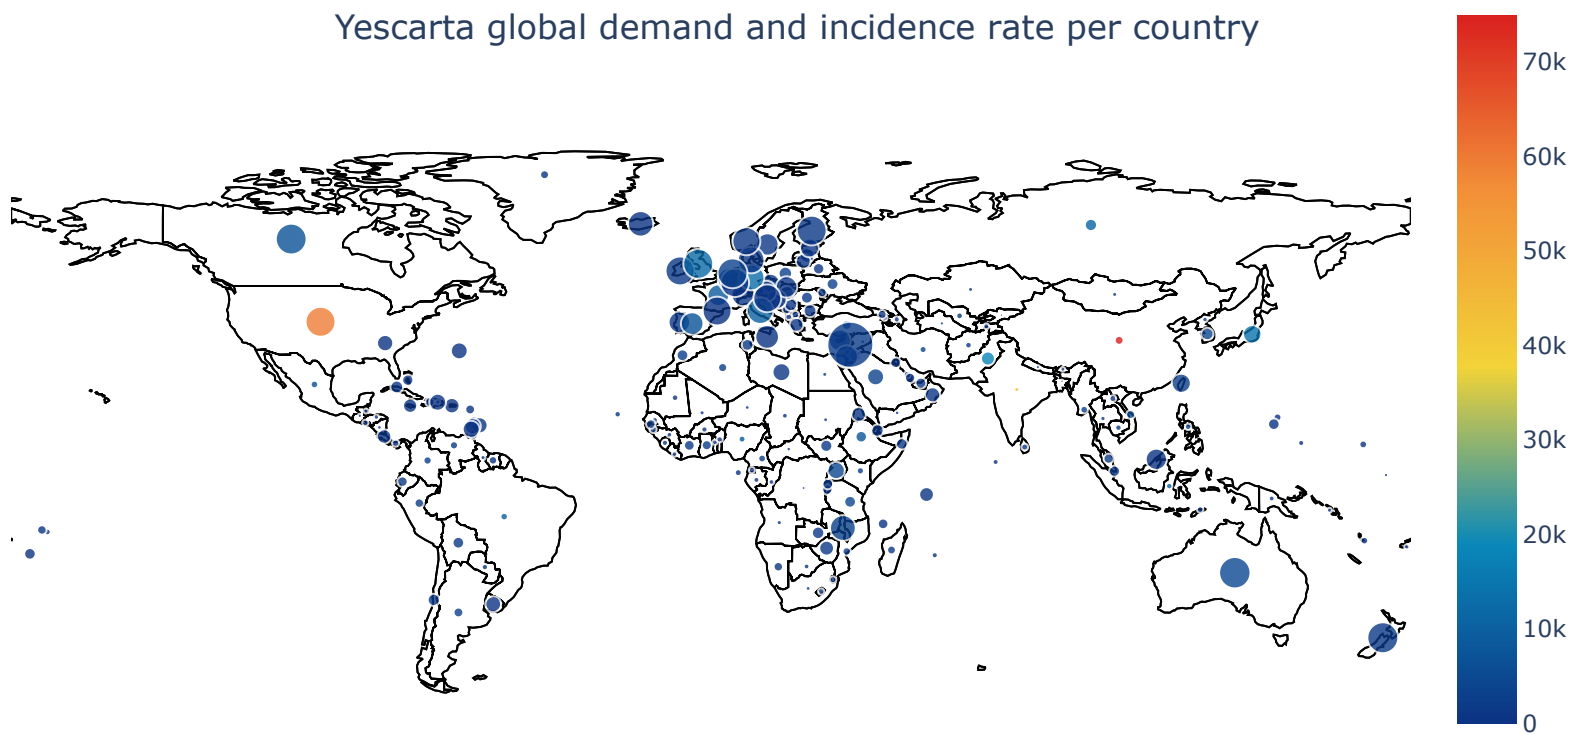 Yescarta global demand and incidence rate per country
70k
60k
50k
40k
30k
20k
10k
0